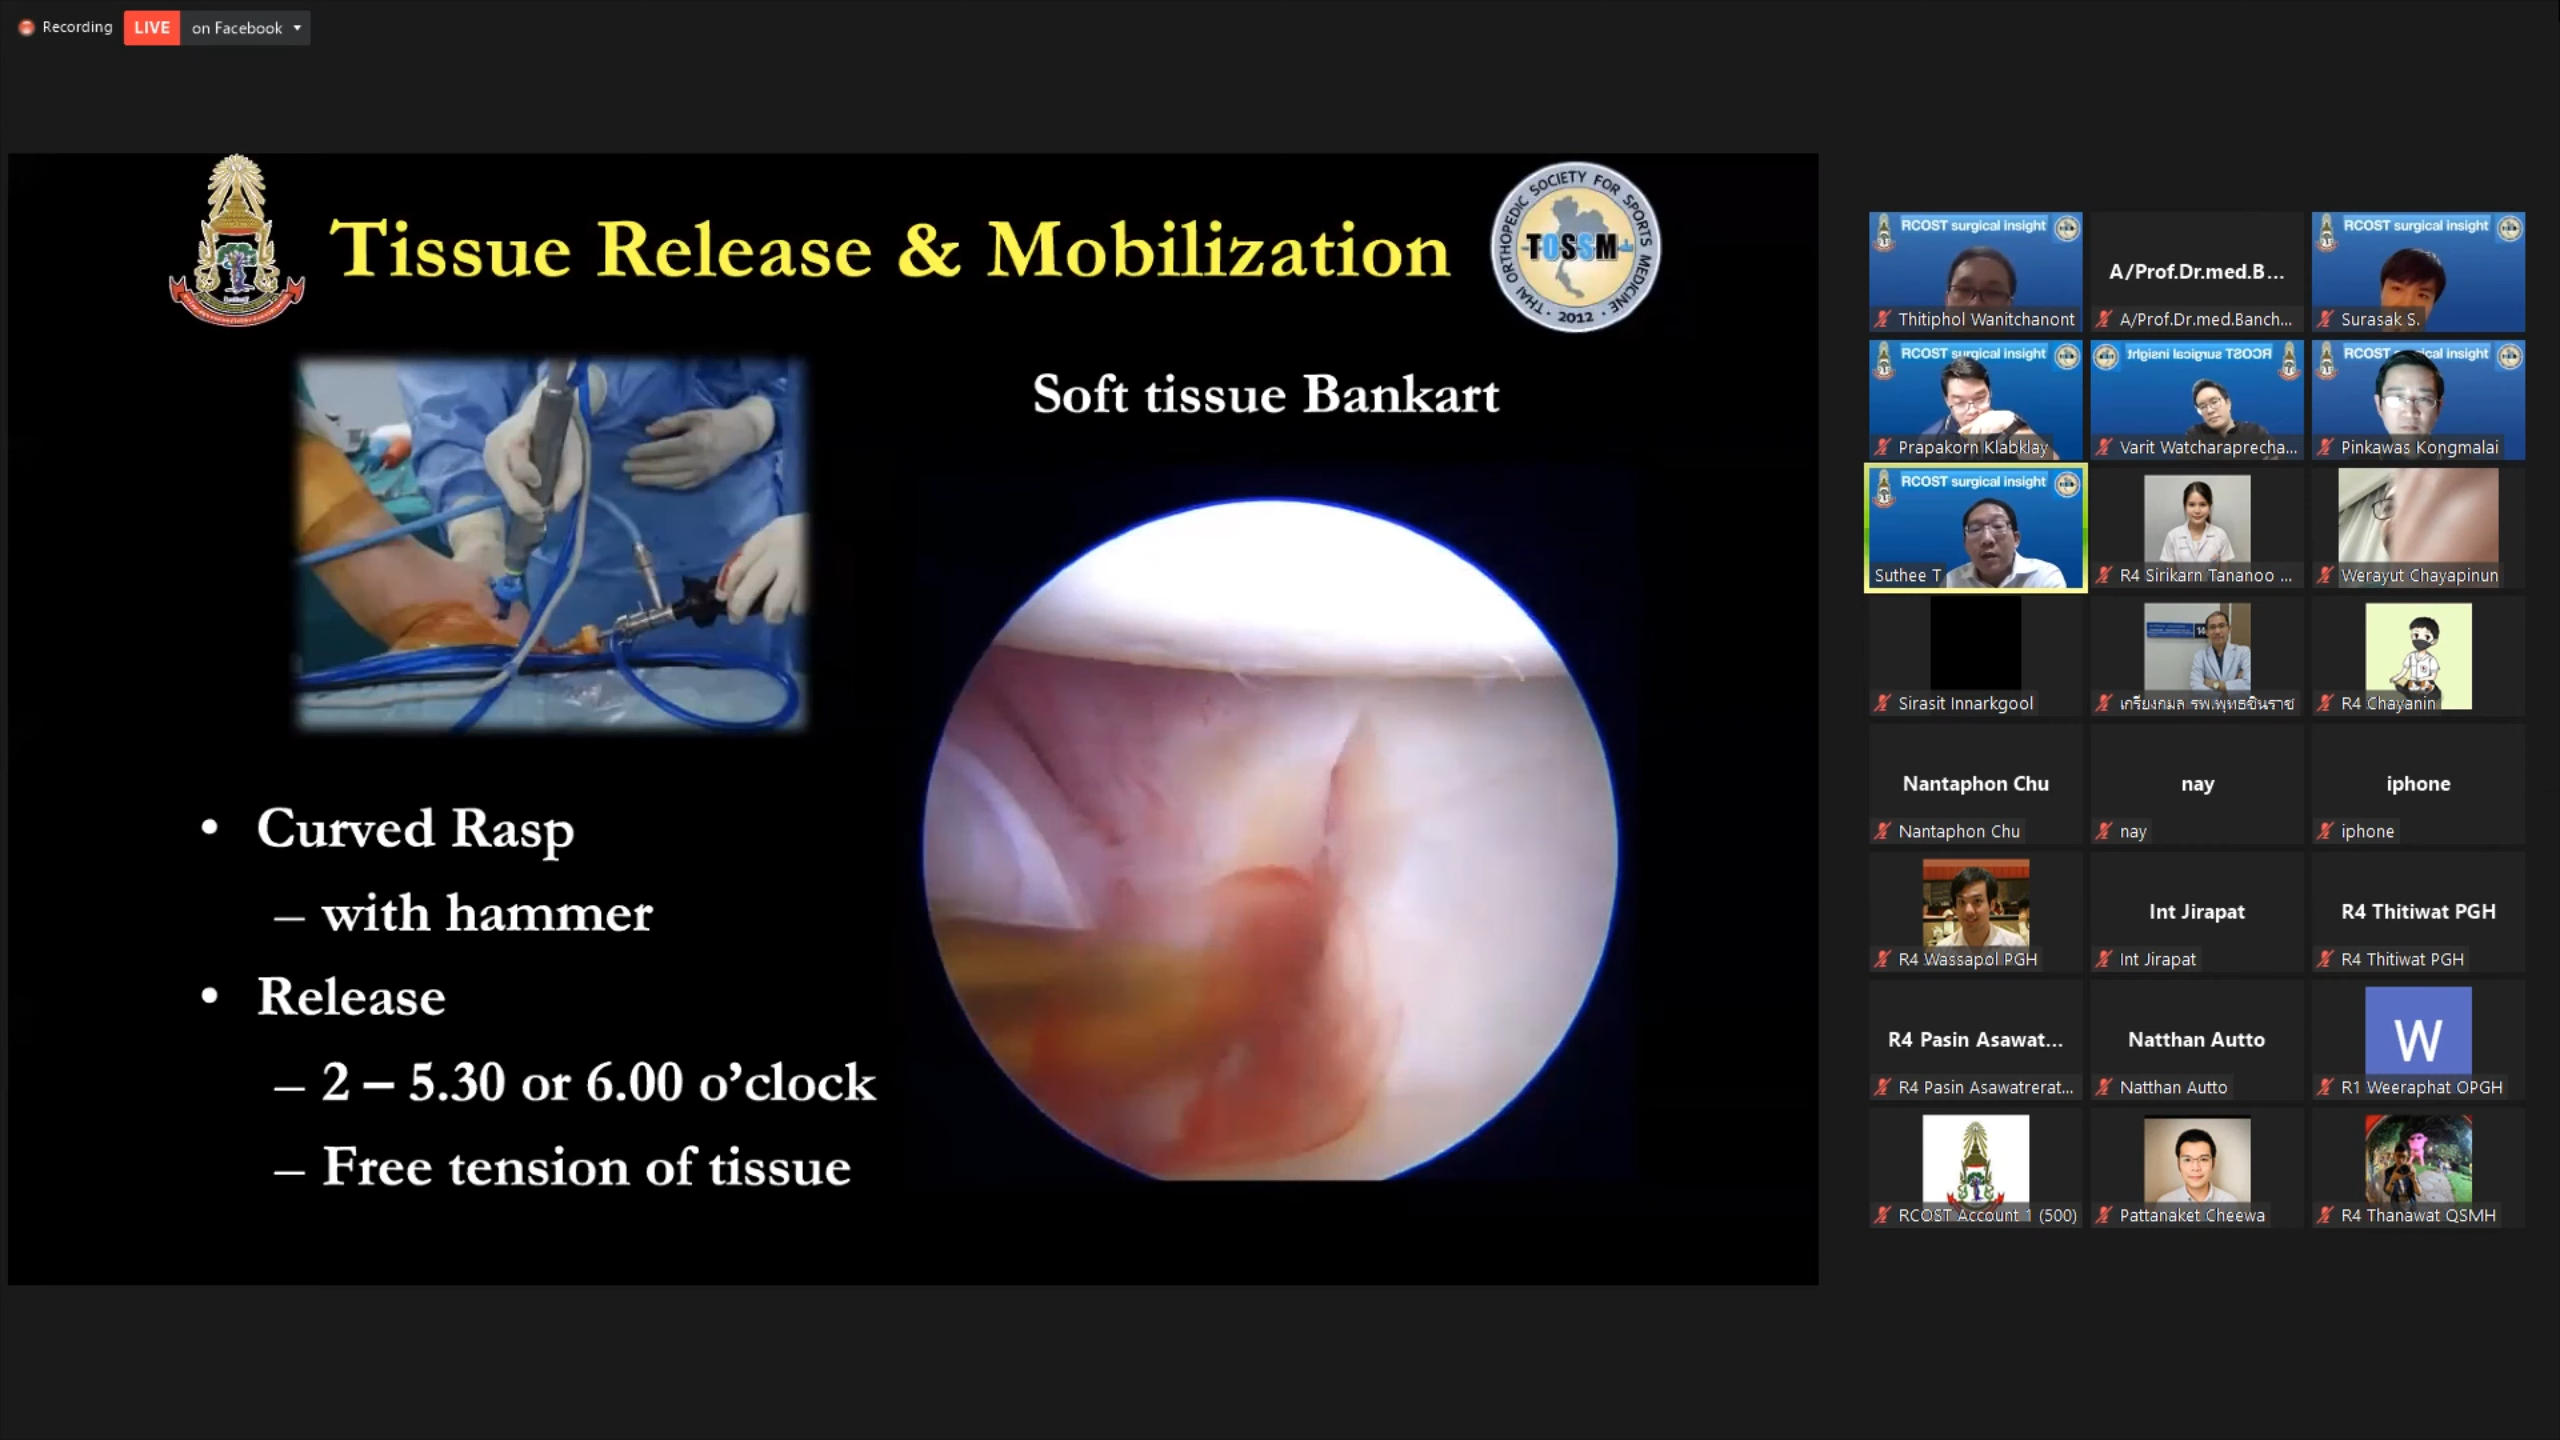 Recording
LIVE on Facebook
Tissue Release & Mobilization
THAI ORTHOPEDIC SOCIETY FOR SPORTS MEDICINE
TOSSM
2012
Soft tissue Bankart
• Curved Rasp
– with hammer
• Release
– 2 – 5.30 or 6.00 o’clock
– Free tension of tissue
RCOST surgical insight
Thitiphol Wanitchanont
A/Prof.Dr.med.B...
A/Prof.Dr.med.Banch...
RCOST surgical insight
Surasak S.
RCOST surgical insight
Prapakorn Klabklay
RCOST surgical insight
Varit Watcharaprecha...
RCOST surgical insight
Pinkawas Kongmalai
RCOST surgical insight
Suthee T
R4 Sirikarn Tananoo ...
Werayut Chayapinun
Sirasit Innarkgool
เกรียงกมล รพ.พุทธชินราช
R4 Chayanin
Nantaphon Chu
Nantaphon Chu
nay
nay
iphone
iphone
R4 Wassapol PGH
Int Jirapat
Int Jirapat
R4 Thitiwat PGH
R4 Thitiwat PGH
R4 Pasin Asawat...
R4 Pasin Asawatrerat...
Natthan Autto
Natthan Autto
W
R1 Weeraphat OPGH
RCOST Account 1 (500)
Pattanaket Cheewa
R4 Thanawat QSMH